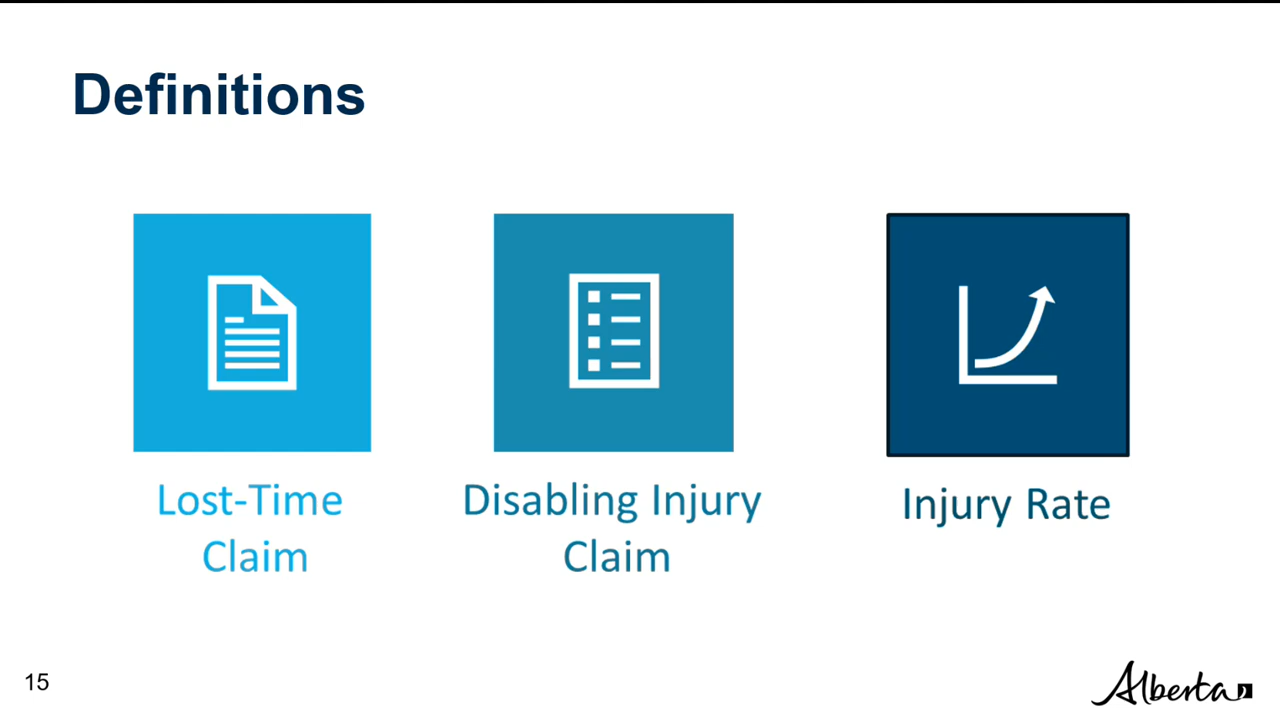 Definitions
Lost-Time
Claim
Disabling Injury
Claim
Injury Rate
15
Alberta